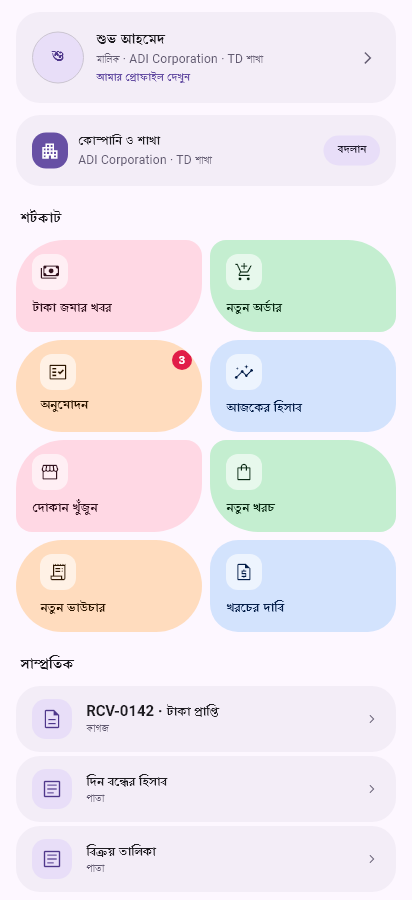 শু
শুভ আহমেদ
মালিক · ADI Corporation · TD শাখা
আমার প্রোফাইল দেখুন
কোম্পানি ও শাখা
ADI Corporation · TD শাখা
বদলান
শর্টকাট
টাকা জমার খবর
নতুন অর্ডার
3
অনুমোদন
আজকের হিসাব
দোকান খুঁজুন
নতুন খরচ
নতুন ভাউচার
খরচের দাবি
সাম্প্রতিক
RCV-0142 · টাকা প্রাপ্তি
কাগজ
দিন বন্ধের হিসাব
পাতা
বিক্রয় তালিকা
পাতা